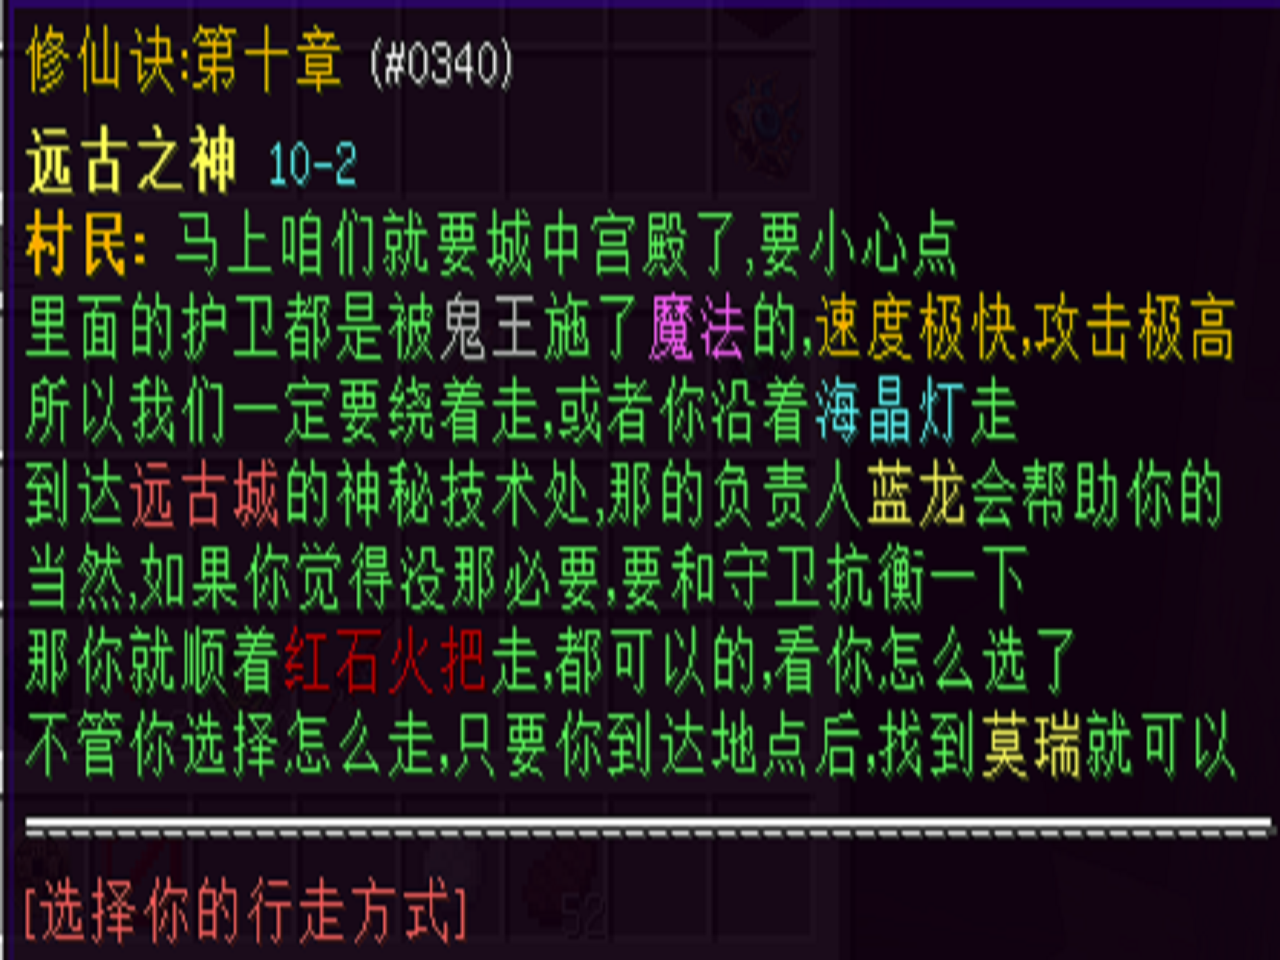 修仙诀:第十章 (#0340)
远古之神 10-2
村民: 马上咱们就要城中宫殿了,要小心点
里面的护卫都是被鬼王施了魔法的,速度极快,攻击极高
所以我们一定要绕着走,或者你沿着海晶灯走
到达远古城的神秘技术处,那的负责人蓝龙会帮助你的
当然,如果你觉得没那必要,要和守卫抗衡一下
那你就顺着红石火把走,都可以的,看你怎么选了
不管你选择怎么走,只要你到达地点后,找到莫瑞就可以
[选择你的行走方式]
52